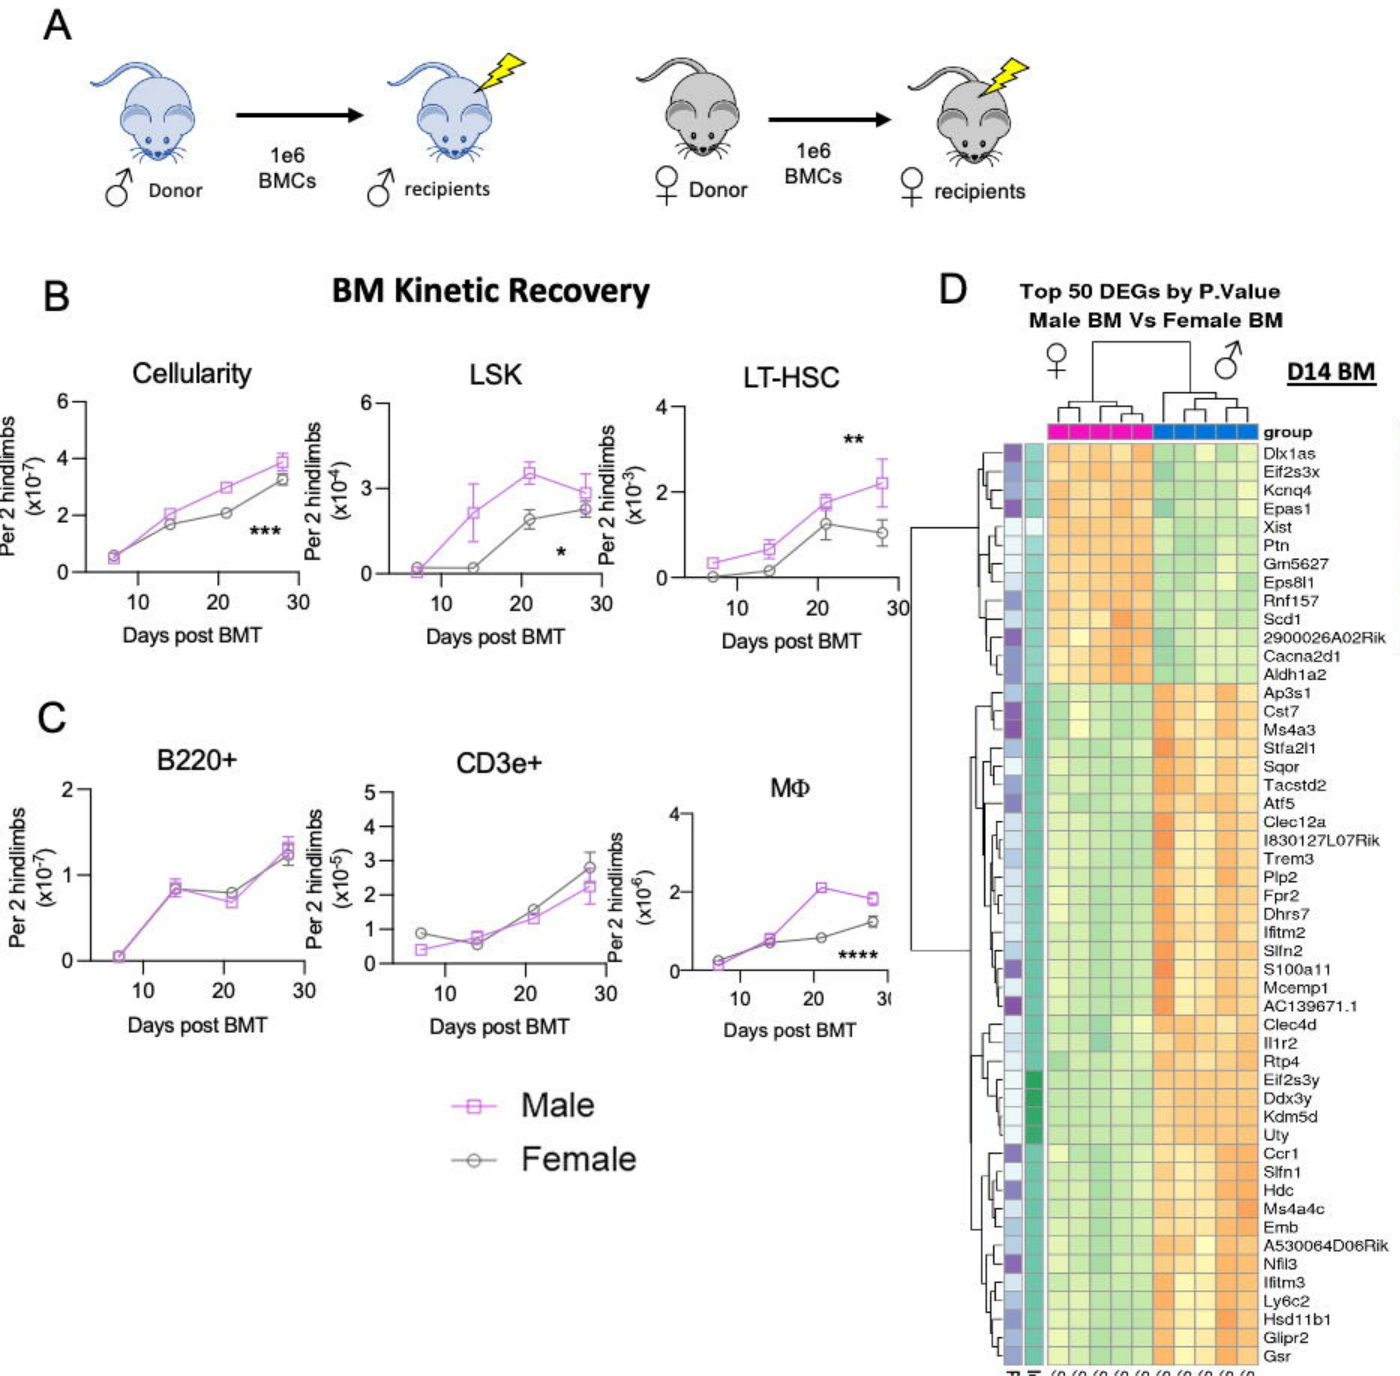 A
♂ Donor
1e6
BMCs
♂ recipients
♀ Donor
1e6
BMCs
♀ recipients
B
BM Kinetic Recovery
Cellularity
Per 2 hindlimbs
(x10⁻⁷)
6
4
2
0
***
10 20 30
Days post BMT
LSK
Per 2 hindlimbs
(x10⁻⁴)
6
3
0
*
10 20 30
Days post BMT
LT-HSC
Per 2 hindlimbs
(x10⁻³)
4
2
0
**
10 20 30
Days post BMT
C
B220+
Per 2 hindlimbs
(x10⁻⁷)
2
1
0
10 20 30
Days post BMT
CD3e+
Per 2 hindlimbs
(x10⁻⁵)
5
4
3
2
1
0
10 20 30
Days post BMT
MΦ
Per 2 hindlimbs
(x10⁻⁶)
4
2
0
****
10 20 30
Days post BMT
Male
Female
D
Top 50 DEGs by P.Value
Male BM Vs Female BM
♀ ♂
D14 BM
group
Dlx1as
Eif2s3x
Kcnq4
Epas1
Xist
Ptn
Gm5627
Eps8l1
Rnf157
Scd1
2900026A02Rik
Cacna2d1
Aldh1a2
Ap3s1
Cst7
Ms4a3
Stfa2l1
Sqor
Tacstd2
Atf5
Clec12a
I830127L07Rik
Trem3
Plp2
Fpr2
Dhrs7
Ifitm2
Slfn2
S100a11
Mcemp1
AC139671.1
Clec4d
Il1r2
Rtp4
Eif2s3y
Ddx3y
Kdm5d
Uty
Ccr1
Slfn1
Hdc
Ms4a4c
Emb
A530064D06Rik
Nfil3
Ifitm3
Ly6c2
Hsd11b1
Glipr2
Gsr